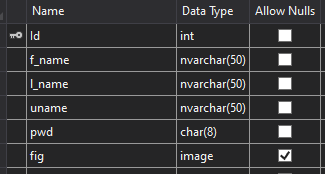 Name Data Type Allow Nulls
Id int
f_name nvarchar(50)
l_name nvarchar(50)
uname nvarchar(50)
pwd char(8)
fig image